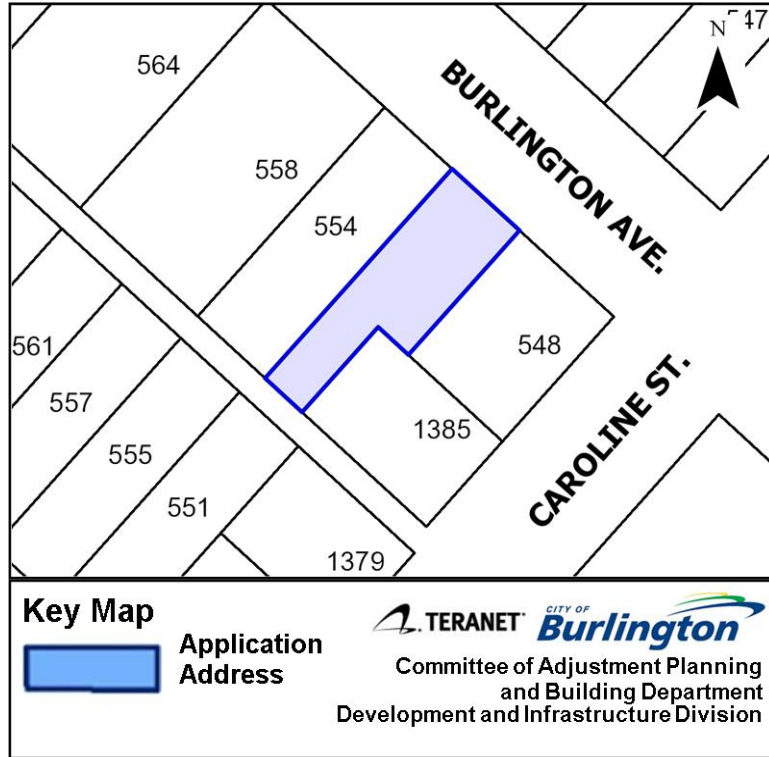 547
N
564
BURLINGTON AVE.
558
554
561
548
557
1385
CAROLINE ST.
555
551
1379
Key Map
Application
Address
TERANET
CITY OF
Burlington
Committee of Adjustment Planning
and Building Department
Development and Infrastructure Division